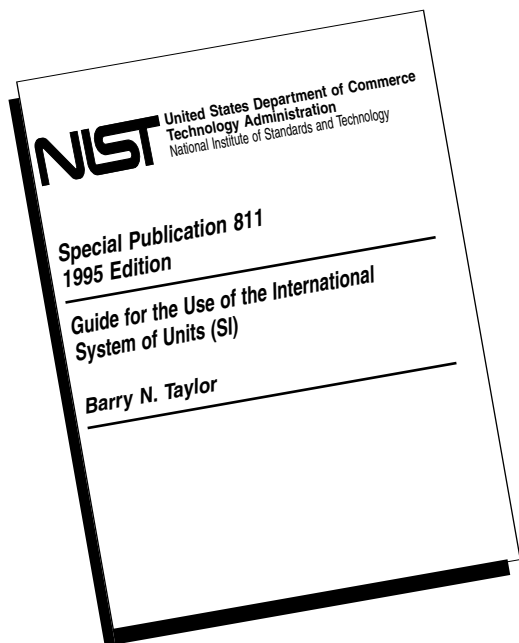 NIST
United States Department of Commerce
Technology Administration
National Institute of Standards and Technology
Special Publication 811
1995 Edition
Guide for the Use of the International
System of Units (SI)
Barry N. Taylor